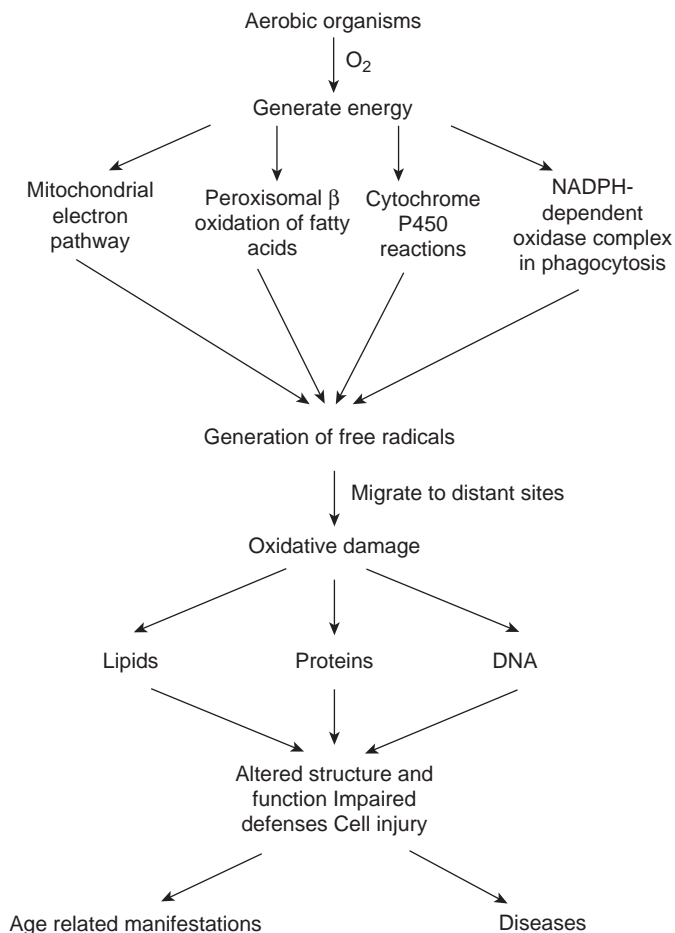 Aerobic organisms
O2
Generate energy
Mitochondrial
electron
pathway
Peroxisomal β
oxidation of fatty
acids
Cytochrome
P450
reactions
NADPH-
dependent
oxidase complex
in phagocytosis
Generation of free radicals
Migrate to distant sites
Oxidative damage
Lipids
Proteins
DNA
Altered structure and
function Impaired
defenses Cell injury
Age related manifestations
Diseases